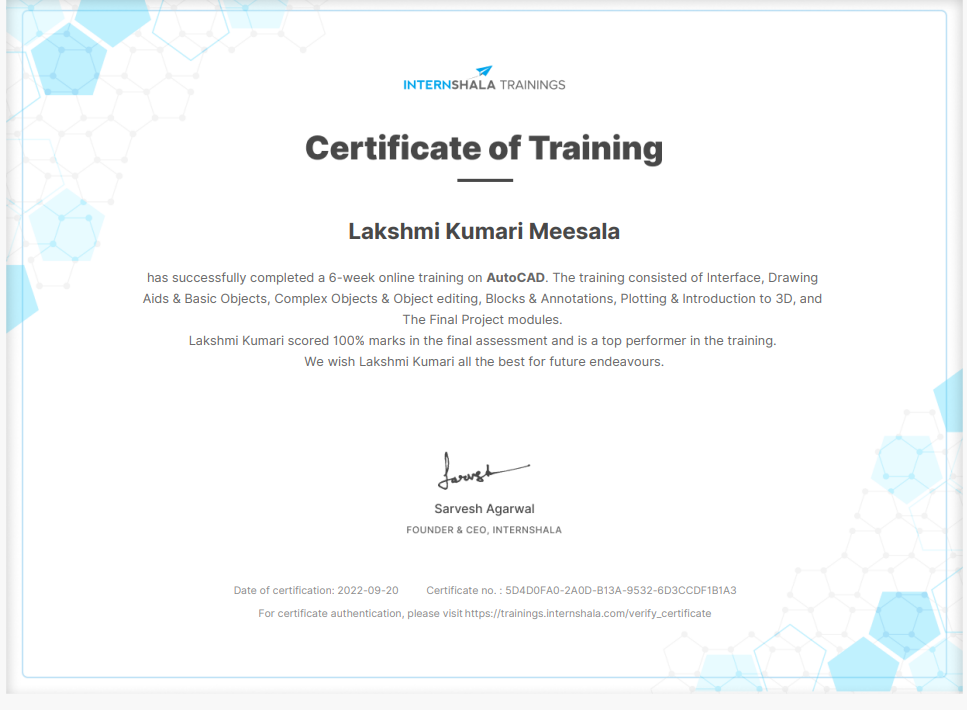 INTERNSHALA TRAININGS
Certificate of Training
Lakshmi Kumari Meesala
has successfully completed a 6-week online training on AutoCAD. The training consisted of Interface, Drawing
Aids & Basic Objects, Complex Objects & Object editing, Blocks & Annotations, Plotting & Introduction to 3D, and
The Final Project modules.
Lakshmi Kumari scored 100% marks in the final assessment and is a top performer in the training.
We wish Lakshmi Kumari all the best for future endeavours.
Sarvesh
Sarvesh Agarwal
FOUNDER & CEO, INTERNSHALA
Date of certification: 2022-09-20 Certificate no. : 5D4D0FA0-2A0D-B13A-9532-6D3CCDF1B1A3
For certificate authentication, please visit https://trainings.internshala.com/verify_certificate